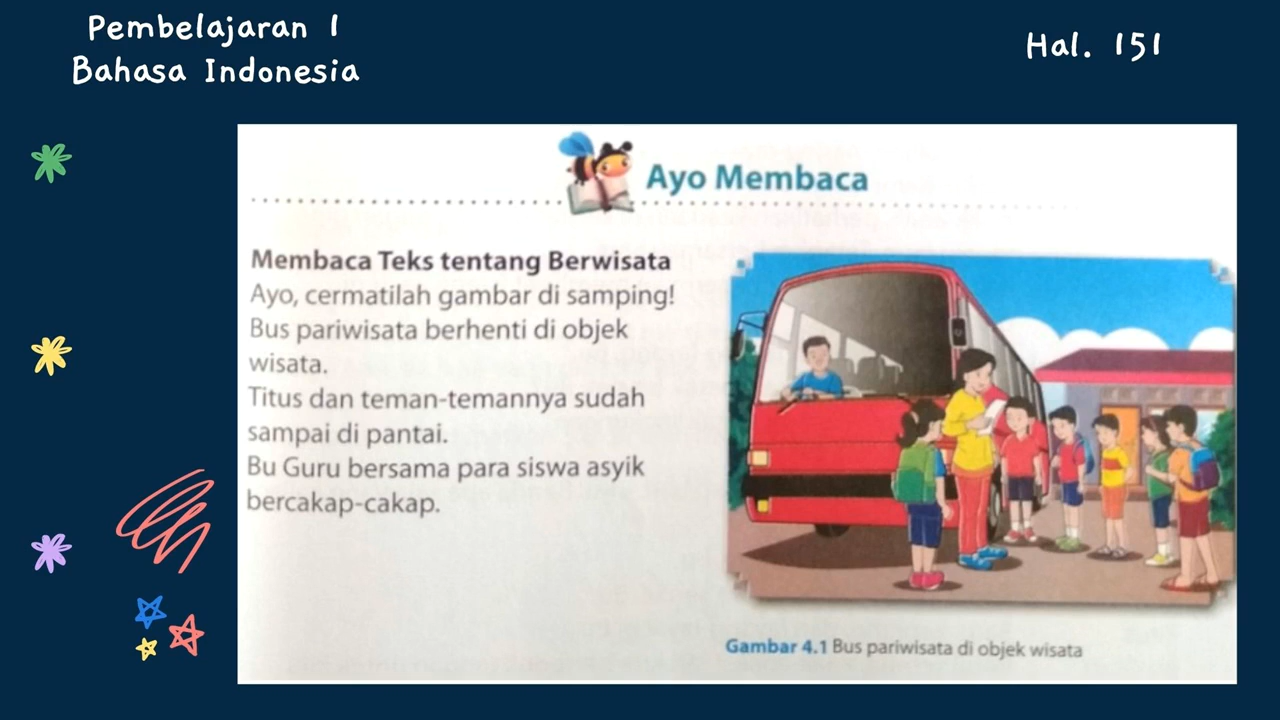 Pembelajaran 1
Bahasa Indonesia
Hal. 151
Ayo Membaca
Membaca Teks tentang Berwisata
Ayo, cermatilah gambar di samping!
Bus pariwisata berhenti di objek
wisata.
Titus dan teman-temannya sudah
sampai di pantai.
Bu Guru bersama para siswa asyik
bercakap-cakap.
Gambar 4.1 Bus pariwisata di objek wisata